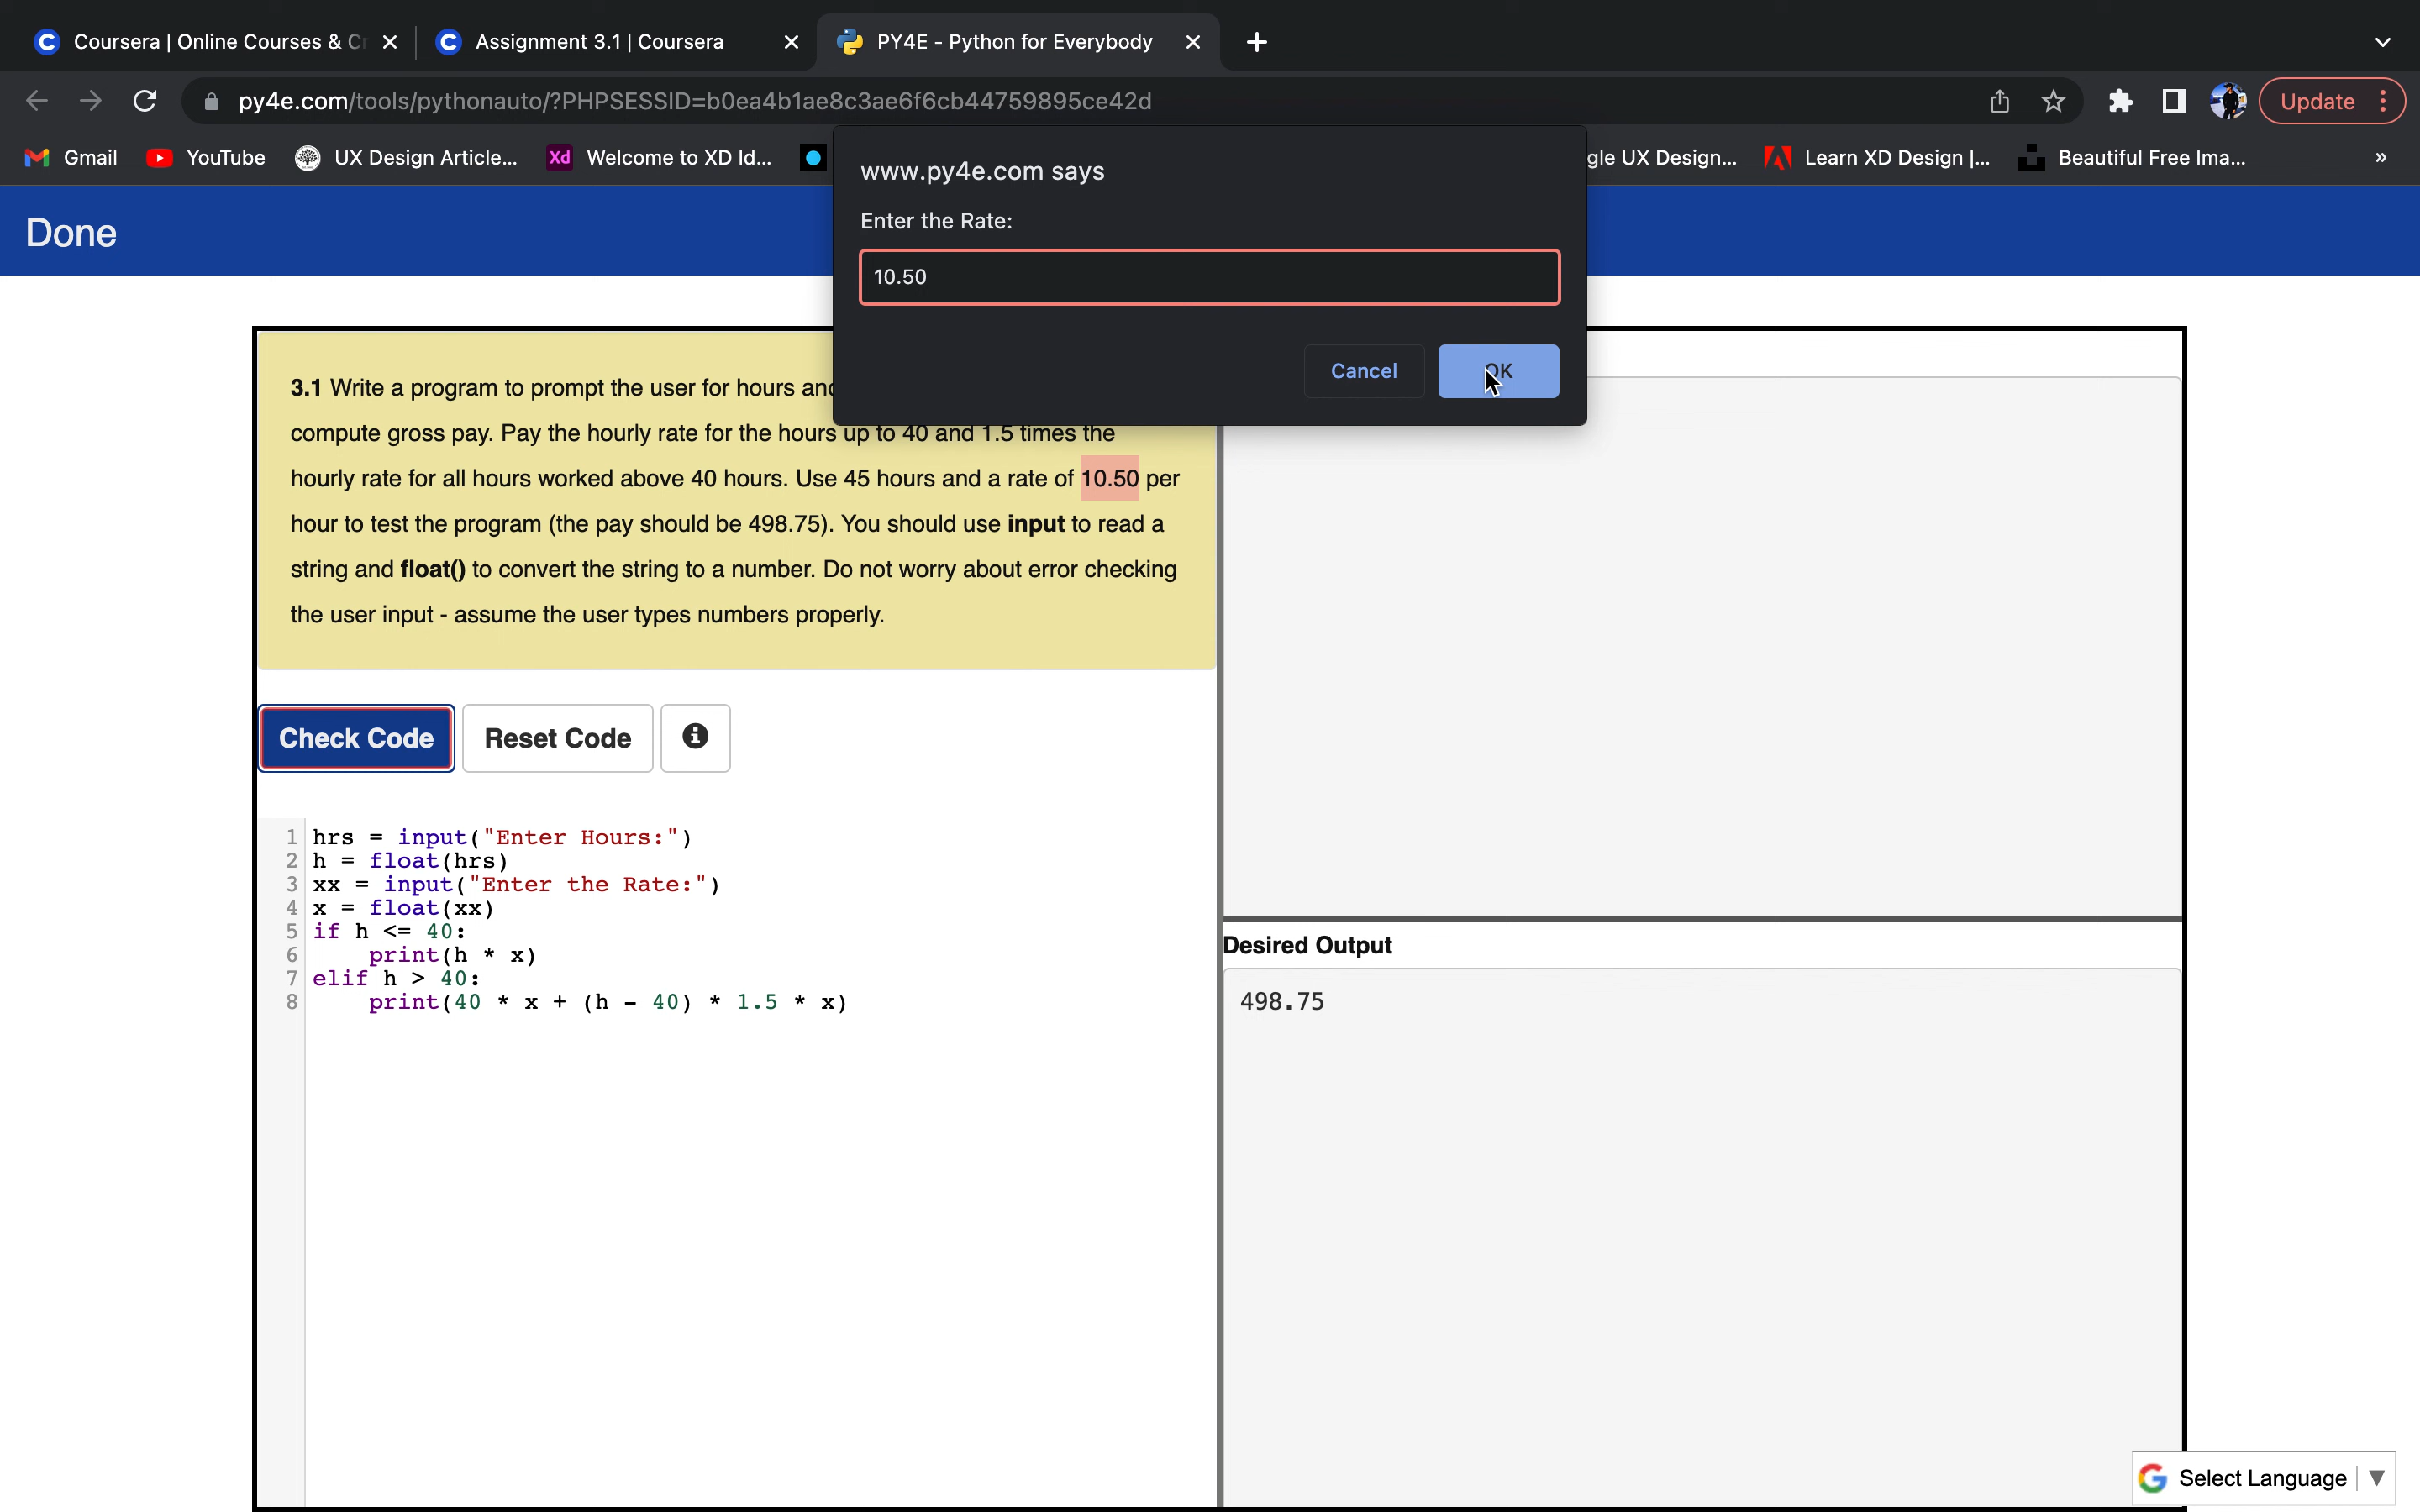 Coursera | Online Courses & Cr
Assignment 3.1 | Coursera
PY4E - Python for Everybody
py4e.com/tools/pythonauto/?PHPSESSID=b0ea4b1ae8c3ae6f6cb44759895ce42d
Update
Gmail
YouTube
UX Design Article...
Xd Welcome to XD Id...
gle UX Design...
Learn XD Design |...
Beautiful Free Ima...
»
www.py4e.com says
Enter the Rate:
10.50
Cancel
OK
Done
3.1 Write a program to prompt the user for hours and
compute gross pay. Pay the hourly rate for the hours up to 40 and 1.5 times the
hourly rate for all hours worked above 40 hours. Use 45 hours and a rate of 10.50 per
hour to test the program (the pay should be 498.75). You should use input to read a
string and float() to convert the string to a number. Do not worry about error checking
the user input - assume the user types numbers properly.
Check Code
Reset Code
1 hrs = input("Enter Hours:")
2 h = float(hrs)
3 xx = input("Enter the Rate:")
4 x = float(xx)
5 if h <= 40:
6     print(h * x)
7 elif h > 40:
8     print(40 * x + (h - 40) * 1.5 * x)
Desired Output
498.75
Select Language